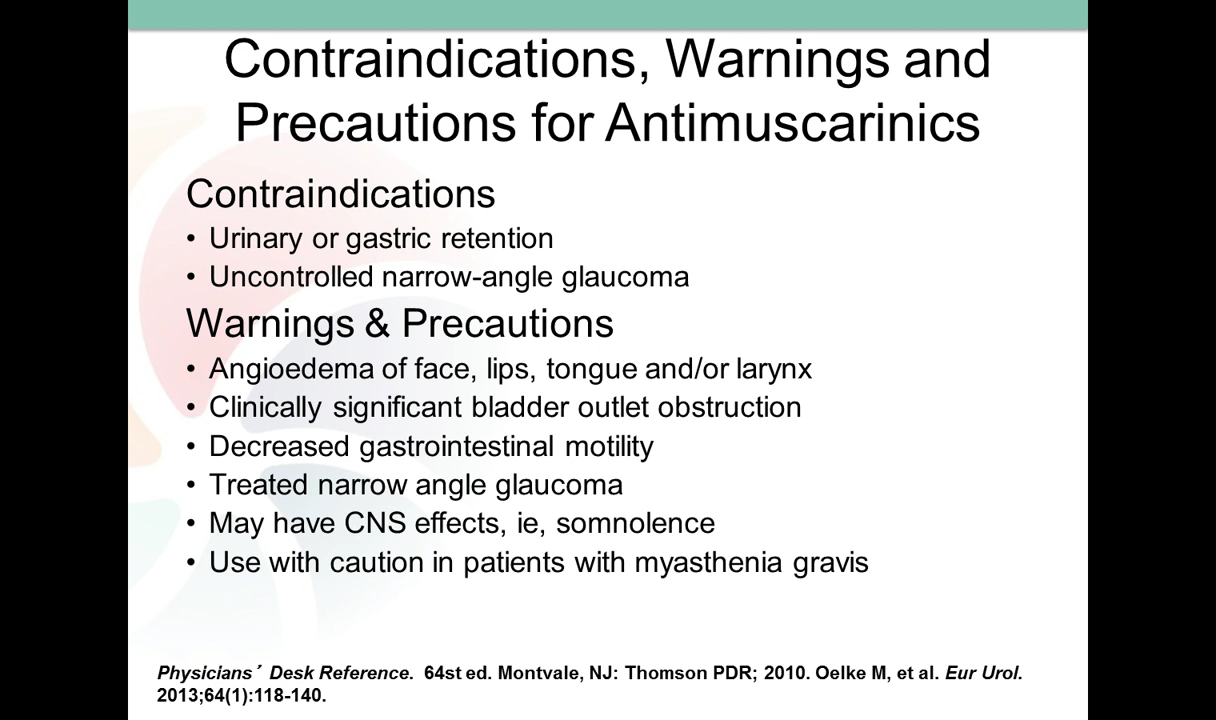 Contraindications, Warnings and
Precautions for Antimuscarinics
Contraindications
• Urinary or gastric retention
• Uncontrolled narrow-angle glaucoma
Warnings & Precautions
• Angioedema of face, lips, tongue and/or larynx
• Clinically significant bladder outlet obstruction
• Decreased gastrointestinal motility
• Treated narrow angle glaucoma
• May have CNS effects, ie, somnolence
• Use with caution in patients with myasthenia gravis
Physicians′ Desk Reference. 64st ed. Montvale, NJ: Thomson PDR; 2010. Oelke M, et al. Eur Urol.
2013;64(1):118-140.